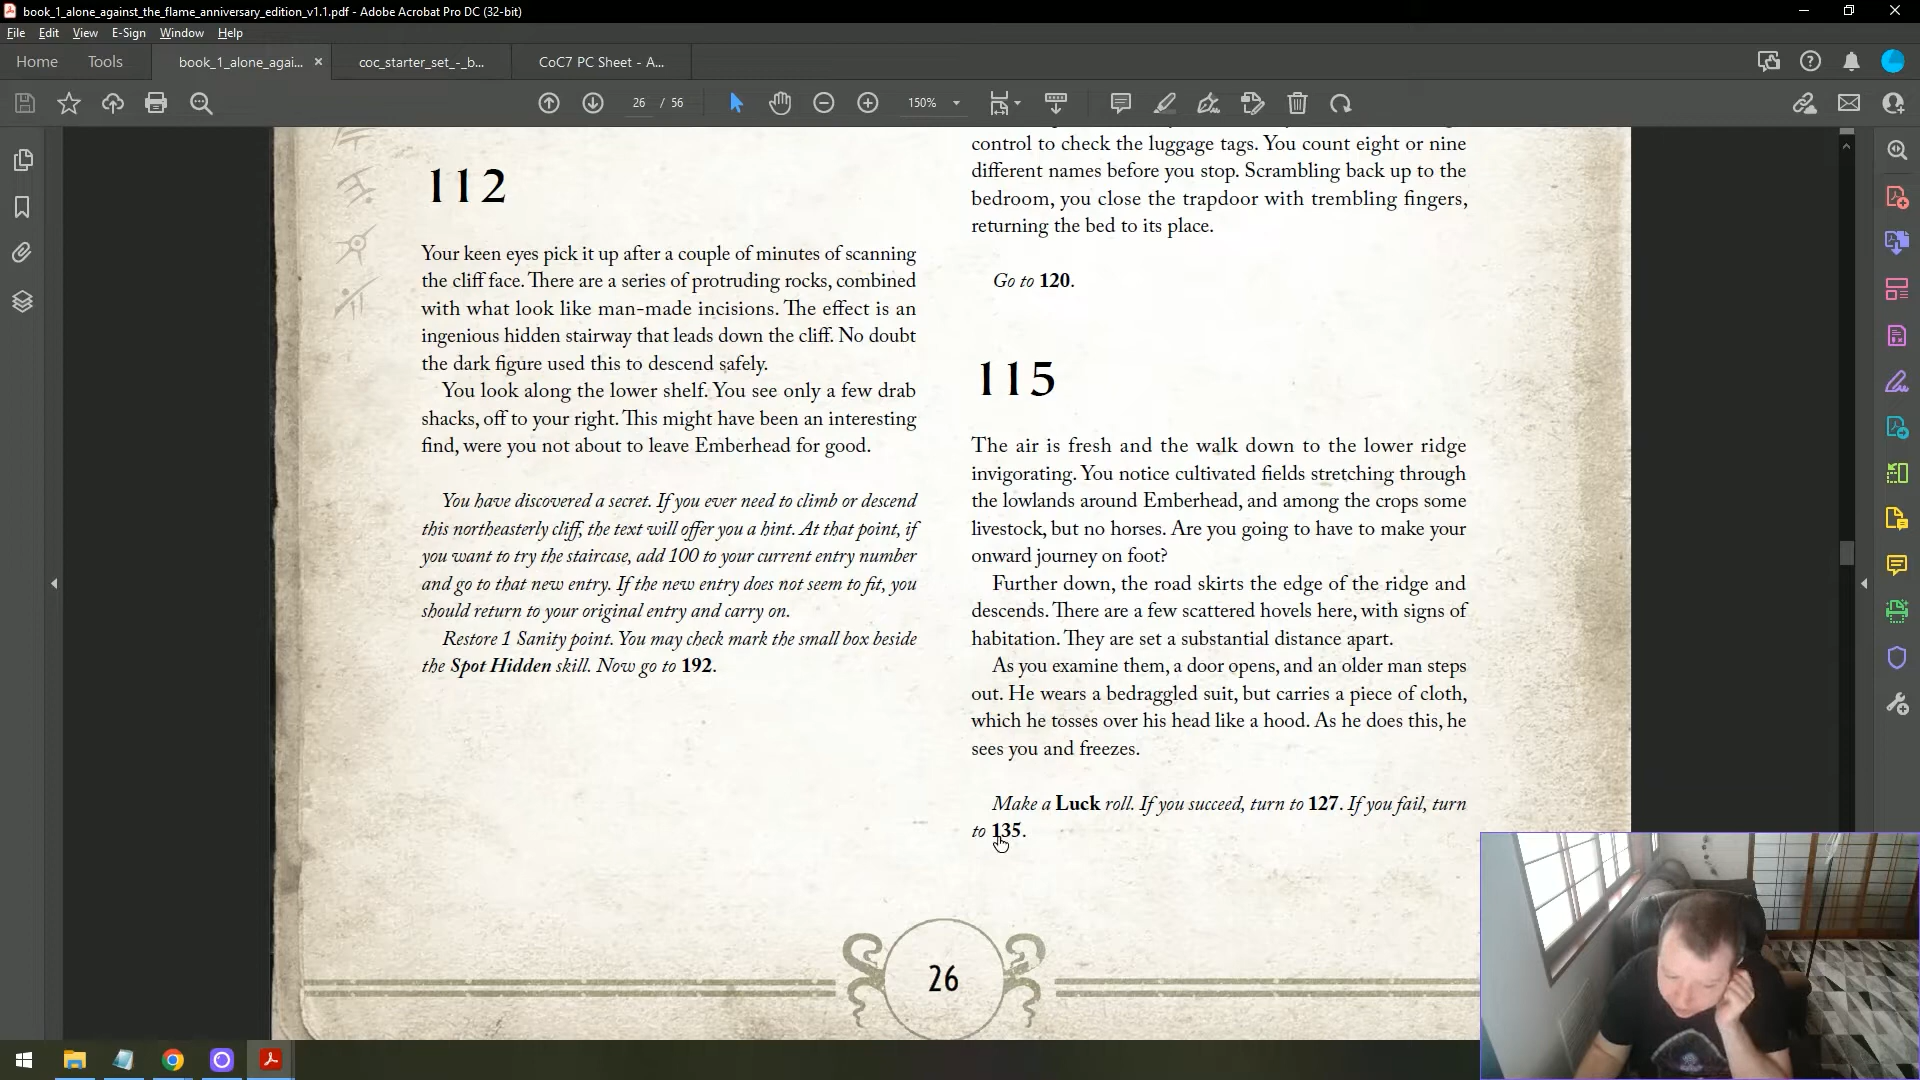 book_1_alone_against_the_flame_anniversary_edition_v1.1.pdf - Adobe Acrobat Pro DC (32-bit)
File Edit View E-Sign Window Help
Home Tools book_1_alone_agai... × coc_starter_set_-_b... CoC7 PC Sheet - A...
26 / 56 150%
112
Your keen eyes pick it up after a couple of minutes of scanning
the cliff face. There are a series of protruding rocks, combined
with what look like man-made incisions. The effect is an
ingenious hidden stairway that leads down the cliff. No doubt
the dark figure used this to descend safely.
You look along the lower shelf. You see only a few drab
shacks, off to your right. This might have been an interesting
find, were you not about to leave Emberhead for good.
You have discovered a secret. If you ever need to climb or descend
this northeasterly cliff, the text will offer you a hint. At that point, if
you want to try the staircase, add 100 to your current entry number
and go to that new entry. If the new entry does not seem to fit, you
should return to your original entry and carry on.
Restore 1 Sanity point. You may check mark the small box beside
the Spot Hidden skill. Now go to 192.
control to check the luggage tags. You count eight or nine
different names before you stop. Scrambling back up to the
bedroom, you close the trapdoor with trembling fingers,
returning the bed to its place.
Go to 120.
115
The air is fresh and the walk down to the lower ridge
invigorating. You notice cultivated fields stretching through
the lowlands around Emberhead, and among the crops some
livestock, but no horses. Are you going to have to make your
onward journey on foot?
Further down, the road skirts the edge of the ridge and
descends. There are a few scattered hovels here, with signs of
habitation. They are set a substantial distance apart.
As you examine them, a door opens, and an older man steps
out. He wears a bedraggled suit, but carries a piece of cloth,
which he tosses over his head like a hood. As he does this, he
sees you and freezes.
Make a Luck roll. If you succeed, turn to 127. If you fail, turn
to 135.
26